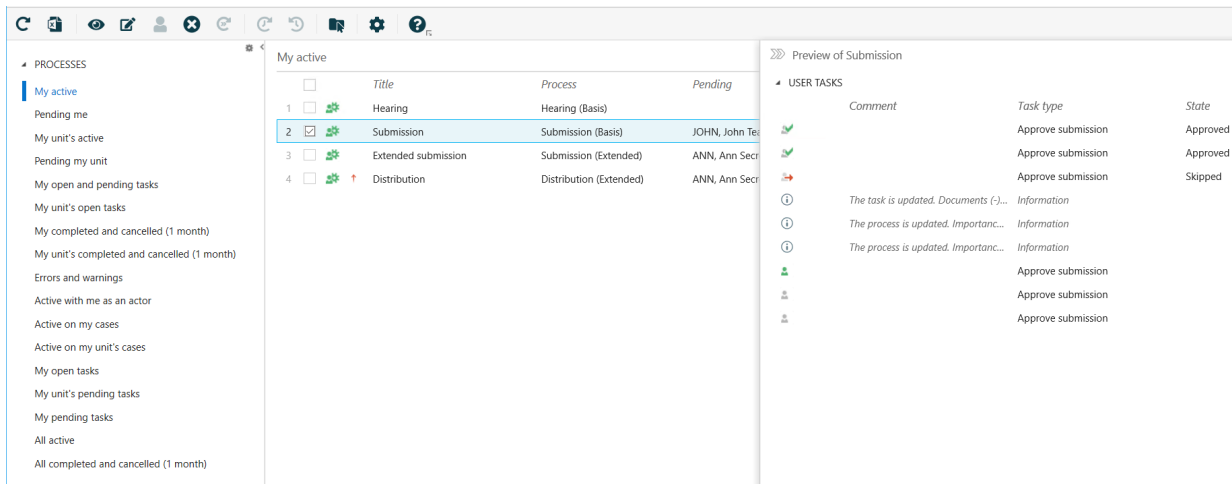 PROCESSES
My active
Pending me
My unit's active
Pending my unit
My open and pending tasks
My unit's open tasks
My completed and cancelled (1 month)
My unit's completed and cancelled (1 month)
Errors and warnings
Active with me as an actor
Active on my cases
Active on my unit's cases
My open tasks
My unit's pending tasks
My pending tasks
All active
All completed and cancelled (1 month)
My active
Title Process Pending
1 Hearing Hearing (Basis)
2 Submission Submission (Basis) JOHN, John Tea
3 Extended submission Submission (Extended) ANN, Ann Secr
4 Distribution Distribution (Extended) ANN, Ann Secr
Preview of Submission
USER TASKS
Comment Task type State
Approve submission Approved
Approve submission Approved
Approve submission Skipped
The task is updated. Documents (-)... Information
The process is updated. Importanc... Information
The process is updated. Importanc... Information
Approve submission
Approve submission
Approve submission